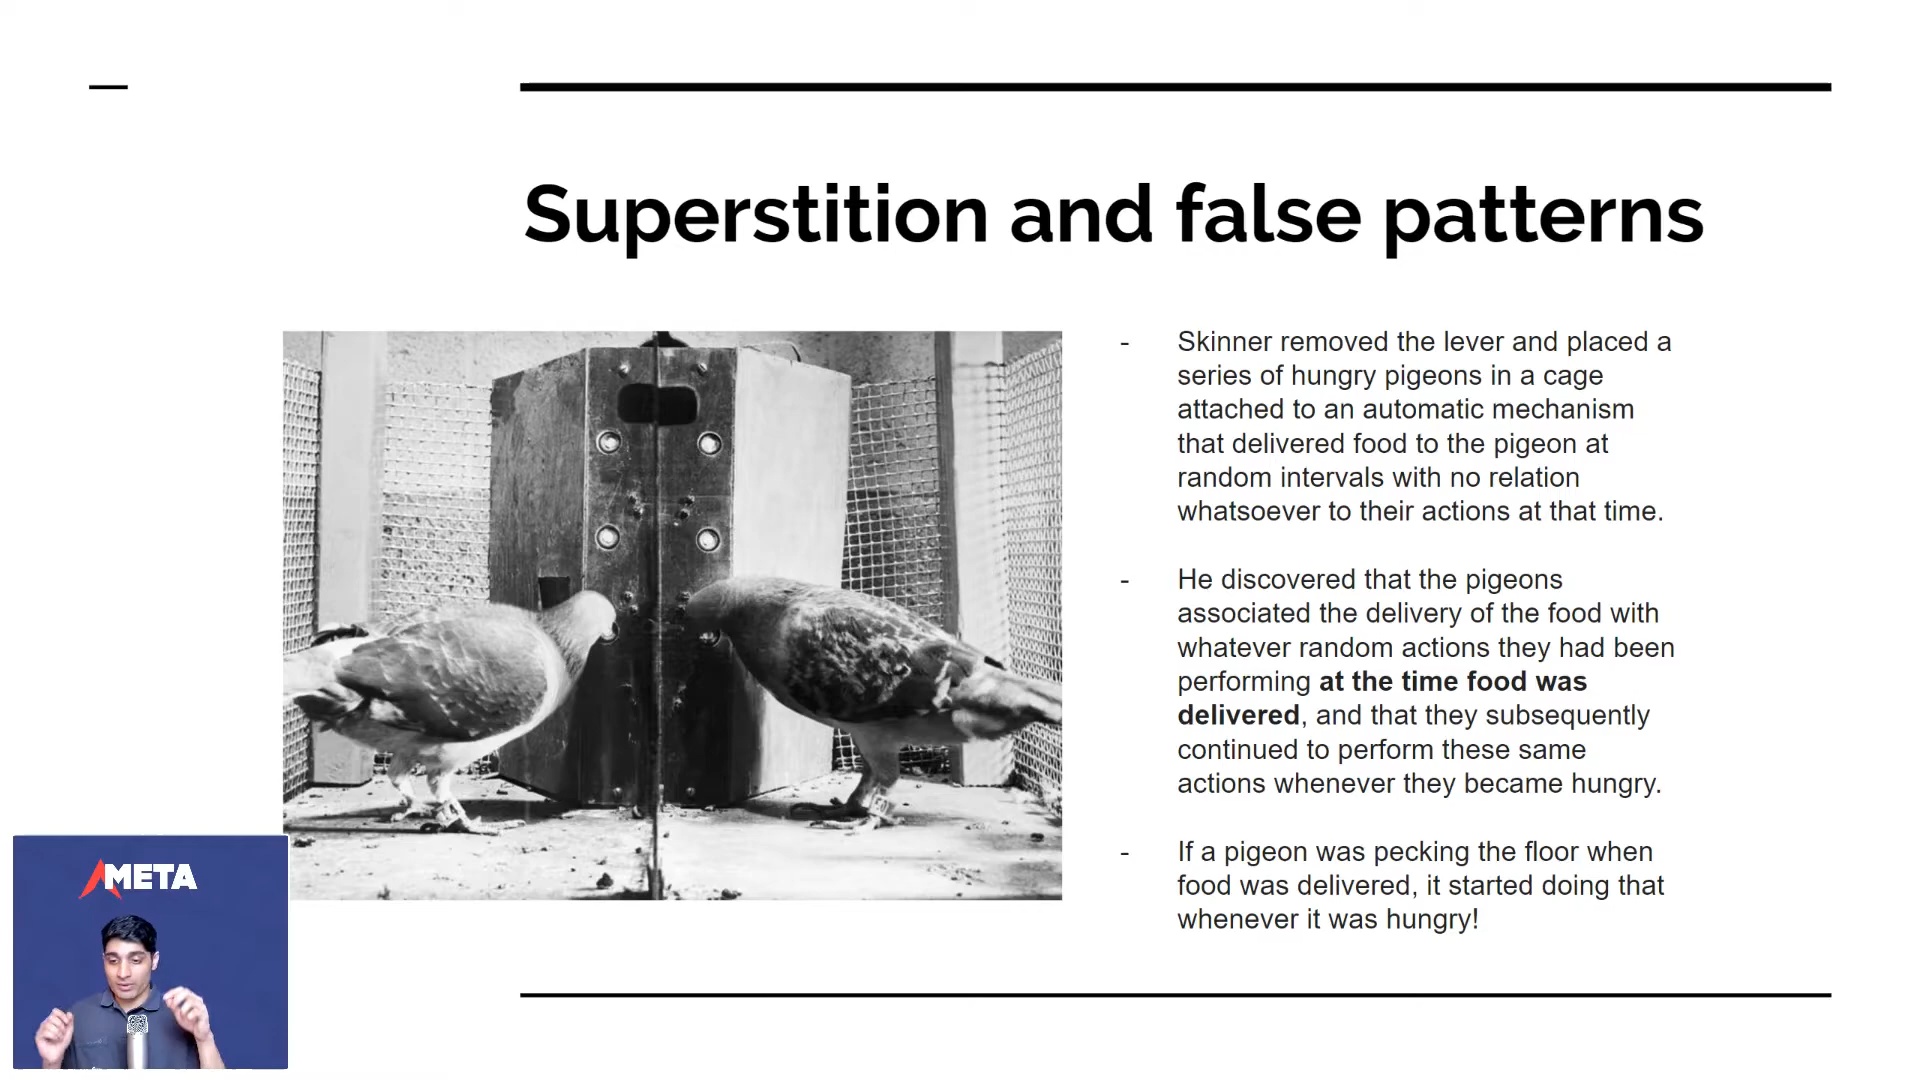 Superstition and false patterns
- Skinner removed the lever and placed a
series of hungry pigeons in a cage
attached to an automatic mechanism
that delivered food to the pigeon at
random intervals with no relation
whatsoever to their actions at that time.
- He discovered that the pigeons
associated the delivery of the food with
whatever random actions they had been
performing at the time food was
delivered, and that they subsequently
continued to perform these same
actions whenever they became hungry.
- If a pigeon was pecking the floor when
food was delivered, it started doing that
whenever it was hungry!
META